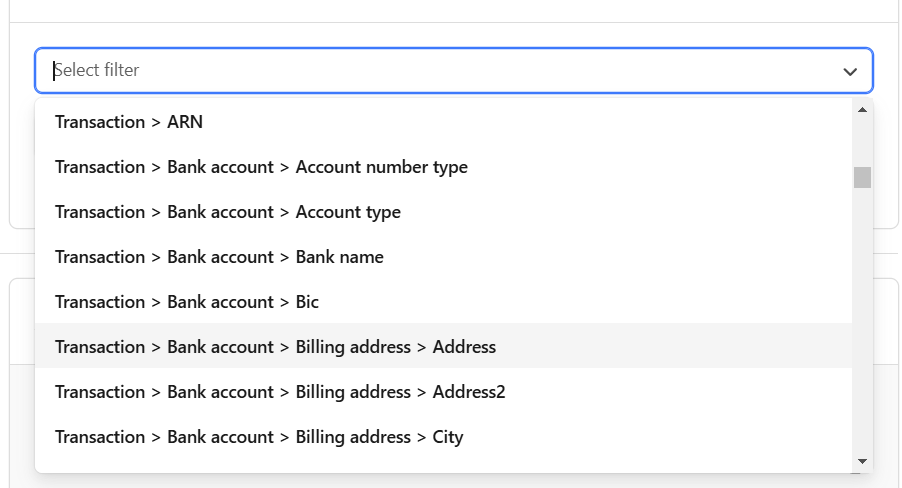 Select filter
Transaction > ARN
Transaction > Bank account > Account number type
Transaction > Bank account > Account type
Transaction > Bank account > Bank name
Transaction > Bank account > Bic
Transaction > Bank account > Billing address > Address
Transaction > Bank account > Billing address > Address2
Transaction > Bank account > Billing address > City